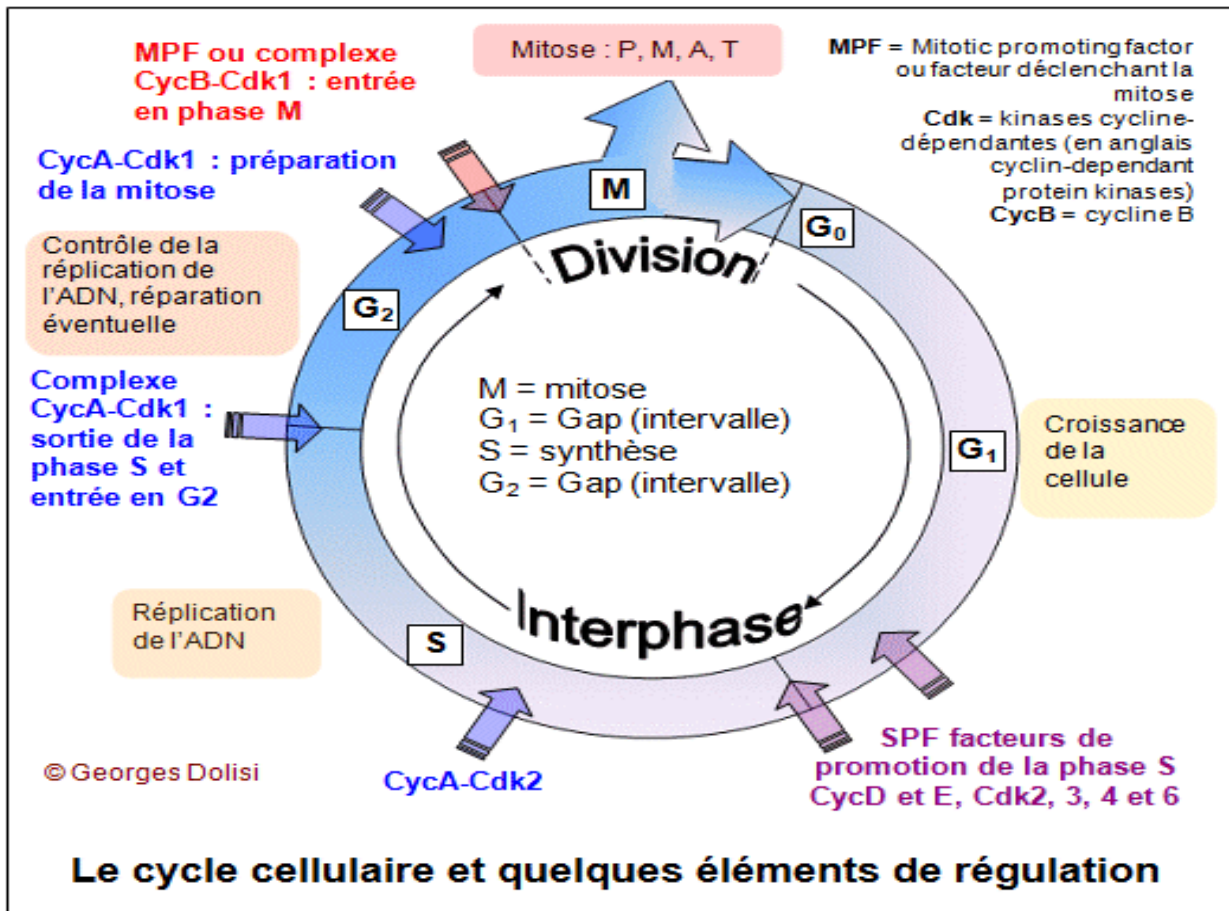 MPF ou complexe
CycB-Cdk1 : entrée
en phase M
Mitose : P, M, A, T
MPF = Mitotic promoting factor
ou facteur déclenchant la
mitose
Cdk = kinases cycline-
dépendantes (en anglais
cyclin-dependant
protein kinases)
CycB = cycline B
CycA-Cdk1 : préparation
de la mitose
M
G₀
Contrôle de la
réplication de
l'ADN, réparation
éventuelle
G₂
Division
Complexe
CycA-Cdk1 :
sortie de la
phase S et
entrée en G2
M = mitose
G₁ = Gap (intervalle)
S = synthèse
G₂ = Gap (intervalle)
G₁
Croissance
de la
cellule
Réplication
de l'ADN
S
Interphase
© Georges Dolisi
CycA-Cdk2
SPF facteurs de
promotion de la phase S
CycD et E, Cdk2, 3, 4 et 6
Le cycle cellulaire et quelques éléments de régulation